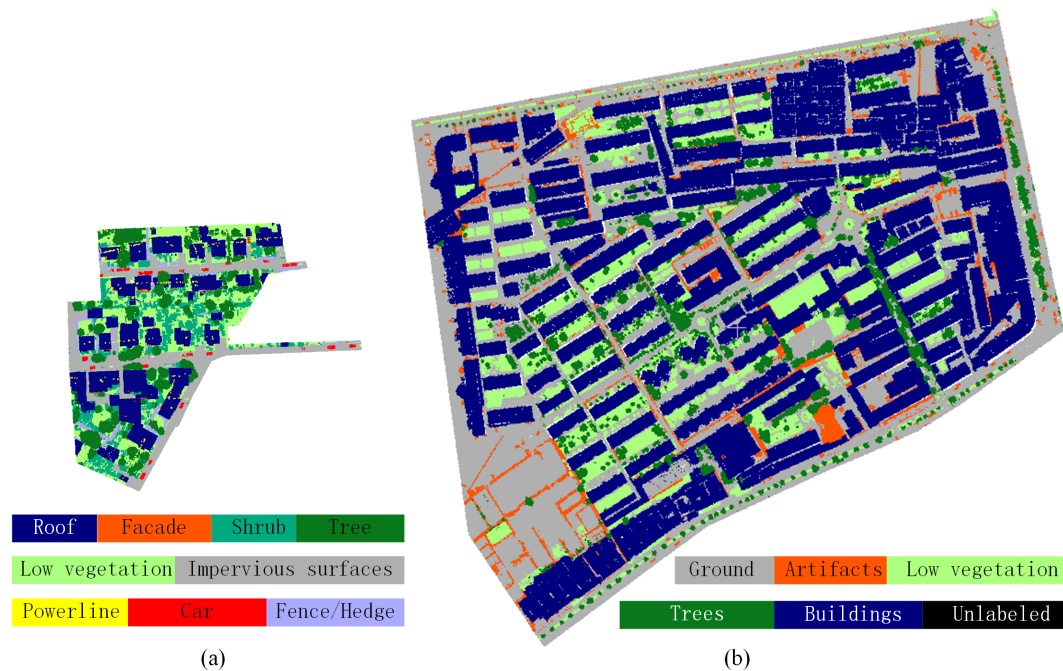 Roof Facade Shrub Tree
Low vegetation Impervious surfaces
Powerline Car Fence/Hedge
(a)
Ground Artifacts Low vegetation
Trees Buildings Unlabeled
(b)